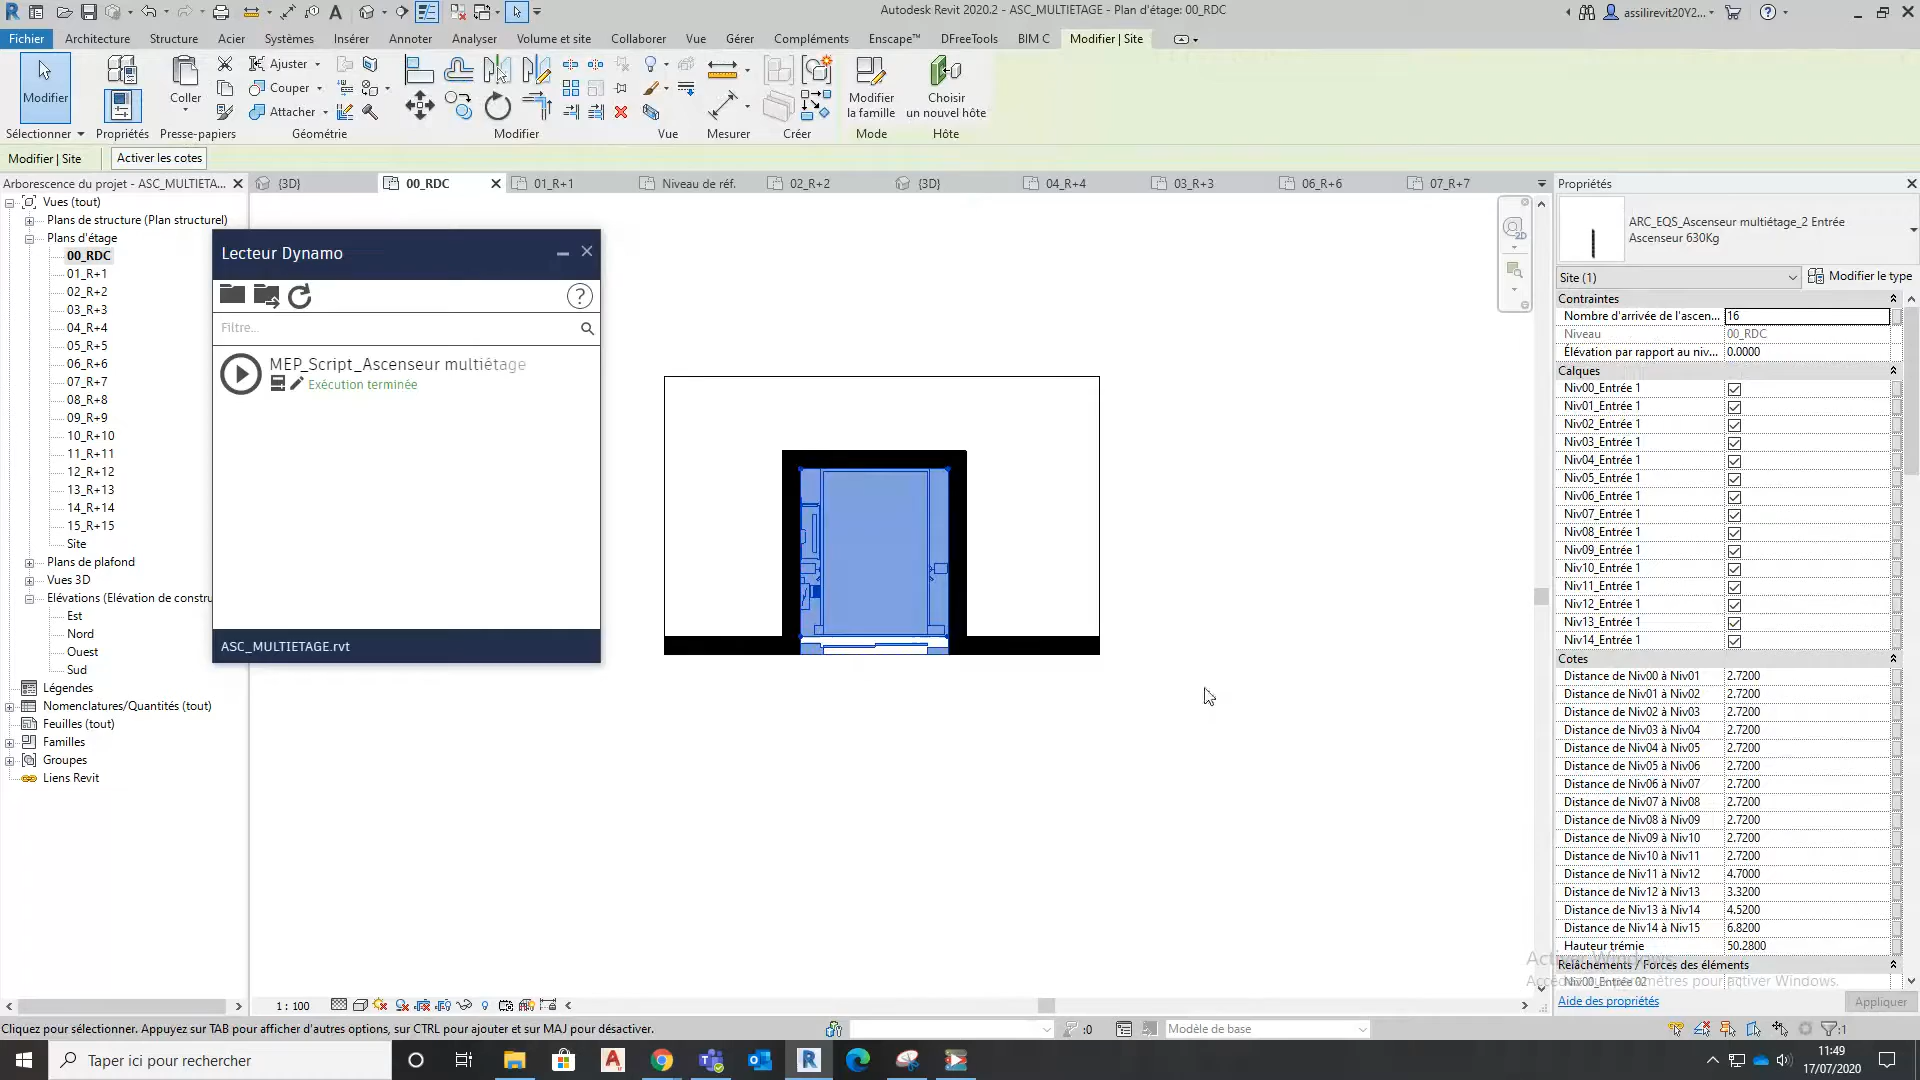 Autodesk Revit 2020.2 - ASC_MULTIETAGE - Plan d'étage: 00_RDC
assilirevit20Y2...
Fichier
Architecture
Structure
Acier
Systèmes
Insérer
Annoter
Analyser
Volume et site
Collaborer
Vue
Gérer
Compléments
Enscape™
DFreeTools
BIM C
Modifier | Site
Modifier
Coller
Ajuster
Couper
Attacher
Modifier
la famille
Choisir
un nouvel hôte
Sélectionner
Propriétés
Presse-papiers
Géométrie
Modifier
Vue
Mesurer
Créer
Mode
Hôte
Modifier | Site
Activer les cotes
Arborescence du projet - ASC_MULTIETA...
{3D}
00_RDC
01_R+1
Niveau de réf.
02_R+2
{3D}
04_R+4
03_R+3
06_R+6
07_R+7
Vues (tout)
Plans de structure (Plan structurel)
Plans d'étage
00_RDC
01_R+1
02_R+2
03_R+3
04_R+4
05_R+5
06_R+6
07_R+7
08_R+8
09_R+9
10_R+10
11_R+11
12_R+12
13_R+13
14_R+14
15_R+15
Site
Plans de plafond
Vues 3D
Elévations (Elévation de constru
Est
Nord
Ouest
Sud
Légendes
Nomenclatures/Quantités (tout)
Feuilles (tout)
Familles
Groupes
Liens Revit
Lecteur Dynamo
Filtre...
MEP_Script_Ascenseur multiétage
Exécution terminée
ASC_MULTIETAGE.rvt
2D
Propriétés
ARC_EQS_Ascenseur multiétage_2 Entrée
Ascenseur 630Kg
Site (1)
Modifier le type
Contraintes
Nombre d'arrivée de l'ascen... 16
Niveau 00_RDC
Élévation par rapport au niv... 0.0000
Calques
Niv00_Entrée 1
Niv01_Entrée 1
Niv02_Entrée 1
Niv03_Entrée 1
Niv04_Entrée 1
Niv05_Entrée 1
Niv06_Entrée 1
Niv07_Entrée 1
Niv08_Entrée 1
Niv09_Entrée 1
Niv10_Entrée 1
Niv11_Entrée 1
Niv12_Entrée 1
Niv13_Entrée 1
Niv14_Entrée 1
Cotes
Distance de Niv00 à Niv01 2.7200
Distance de Niv01 à Niv02 2.7200
Distance de Niv02 à Niv03 2.7200
Distance de Niv03 à Niv04 2.7200
Distance de Niv04 à Niv05 2.7200
Distance de Niv05 à Niv06 2.7200
Distance de Niv06 à Niv07 2.7200
Distance de Niv07 à Niv08 2.7200
Distance de Niv08 à Niv09 2.7200
Distance de Niv09 à Niv10 2.7200
Distance de Niv10 à Niv11 2.7200
Distance de Niv11 à Niv12 4.7000
Distance de Niv12 à Niv13 3.3200
Distance de Niv13 à Niv14 4.5200
Distance de Niv14 à Niv15 6.8200
Hauteur trémie 50.2800
Activer Windows
Relâchements / Forces des éléments
Niv00_Entrée 02
paramètres pour activer Windows.
Aide des propriétés
Appliquer
1 : 100
Cliquez pour sélectionner. Appuyez sur TAB pour afficher d'autres options, sur CTRL pour ajouter et sur MAJ pour désactiver.
:0
Modèle de base
:1
Taper ici pour rechercher
11:49
17/07/2020